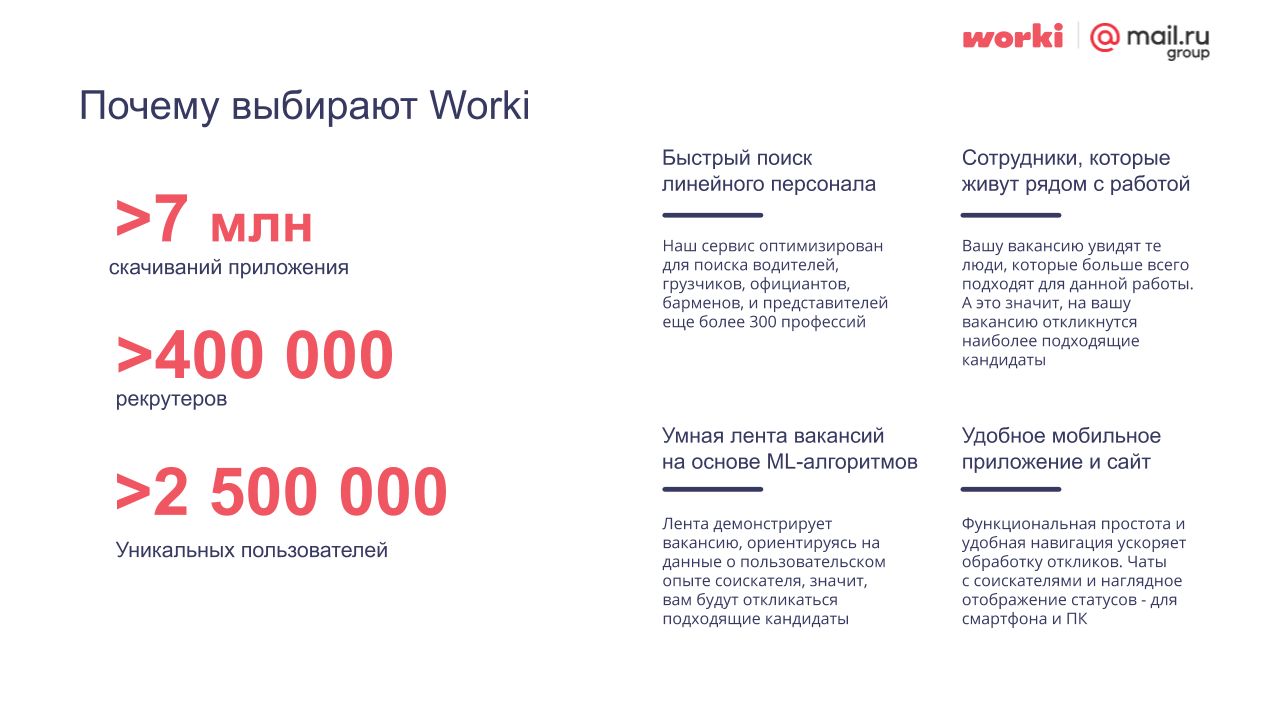 worki
@mail.ru
group
Почему выбирают Worki
>7 млн
скачиваний приложения
>400 000
рекрутеров
>2 500 000
Уникальных пользователей
Быстрый поиск
линейного персонала
Наш сервис оптимизирован
для поиска водителей,
грузчиков, официантов,
барменов, и представителей
еще более 300 профессий
Сотрудники, которые
живут рядом с работой
Вашу вакансию увидят те
люди, которые больше всего
подходят для данной работы.
А это значит, на вашу
вакансию откликнутся
наиболее подходящие
кандидаты
Умная лента вакансий
на основе ML-алгоритмов
Лента демонстрирует
вакансию, ориентируясь на
данные о пользовательском
опыте соискателя, значит,
вам будут откликаться
подходящие кандидаты
Удобное мобильное
приложение и сайт
Функциональная простота и
удобная навигация ускоряет
обработку откликов. Чаты
с соискателями и наглядное
отображение статусов - для
смартфона и ПК